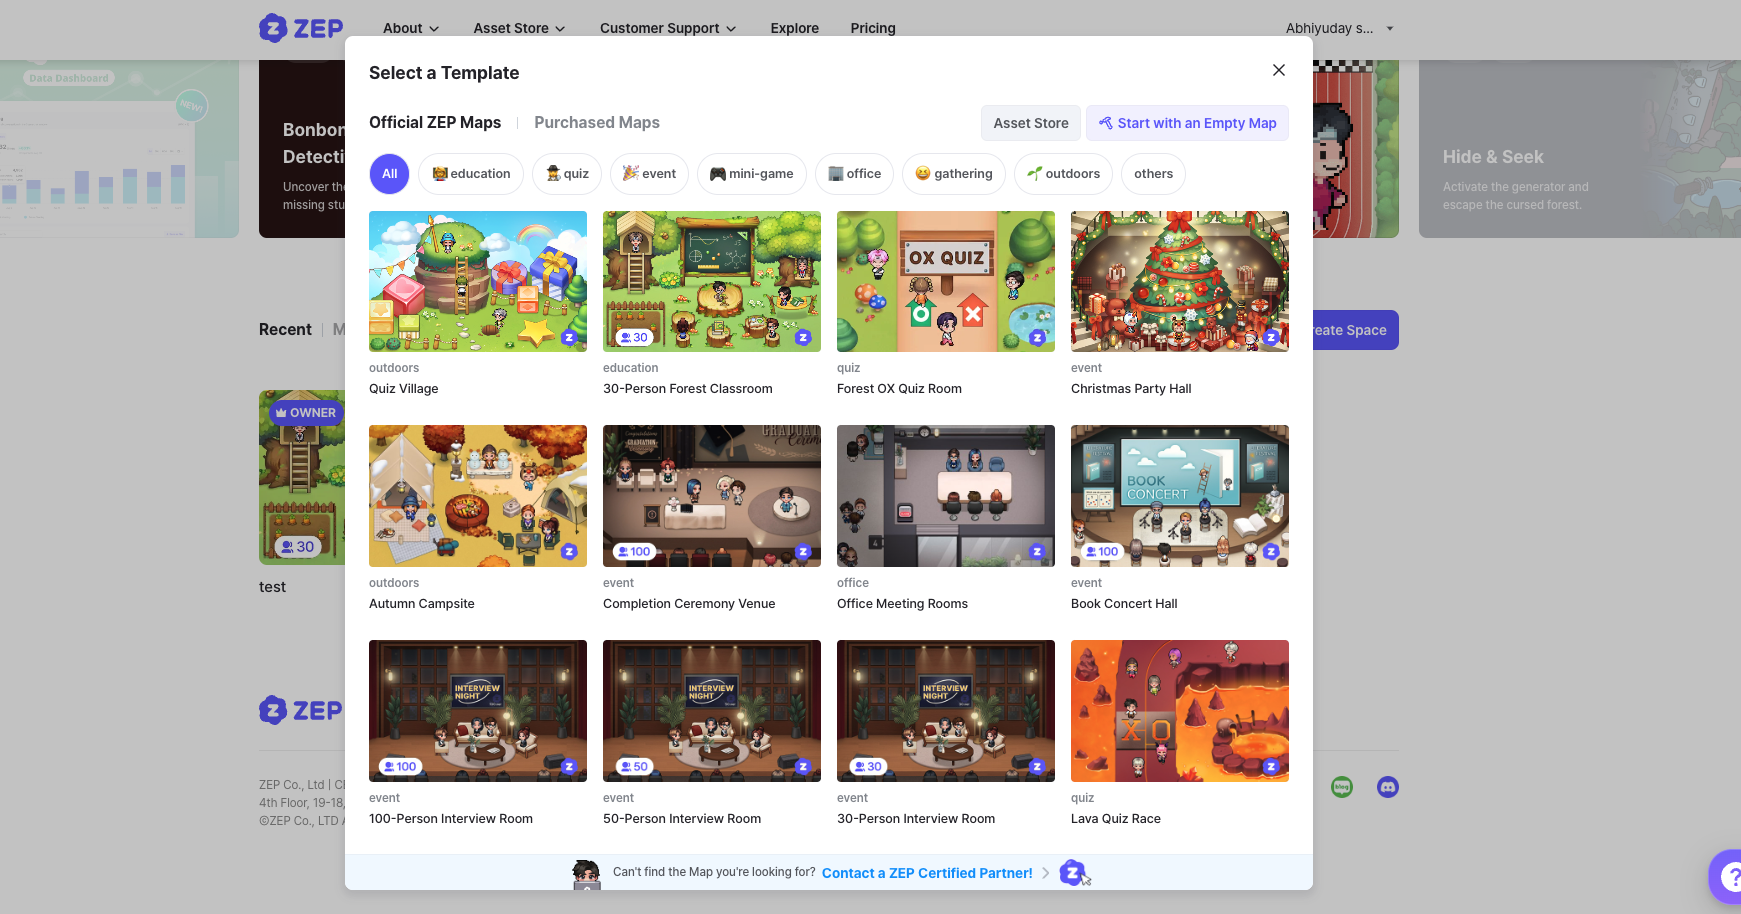 ZEP
About
Asset Store
Customer Support
Explore
Pricing
Abhiyuday s...
Data Dashboard
NEW!
Bonbon
Detecti
Uncover the
missing stu
Hide & Seek
Activate the generator and
escape the cursed forest.
Recent
M
reate Space
OWNER
30
test
ZEP
ZEP Co., Ltd |
4th Floor, 19-18,
©ZEP Co., LTD
blog
Select a Template
Official ZEP Maps
Purchased Maps
Asset Store
Start with an Empty Map
All
education
quiz
event
mini-game
office
gathering
outdoors
others
30
OX QUIZ
O X
outdoors
education
quiz
event
Quiz Village
30-Person Forest Classroom
Forest OX Quiz Room
Christmas Party Hall
GRADUAT
GRADUATION
100
4
BOOK
CONCERT
100
outdoors
event
office
event
Autumn Campsite
Completion Ceremony Venue
Office Meeting Rooms
Book Concert Hall
INTERVIEW
NIGHT
100
INTERVIEW
NIGHT
50
INTERVIEW
NIGHT
30
X O
event
event
event
quiz
100-Person Interview Room
50-Person Interview Room
30-Person Interview Room
Lava Quiz Race
Can't find the Map you're looking for? Contact a ZEP Certified Partner!
?